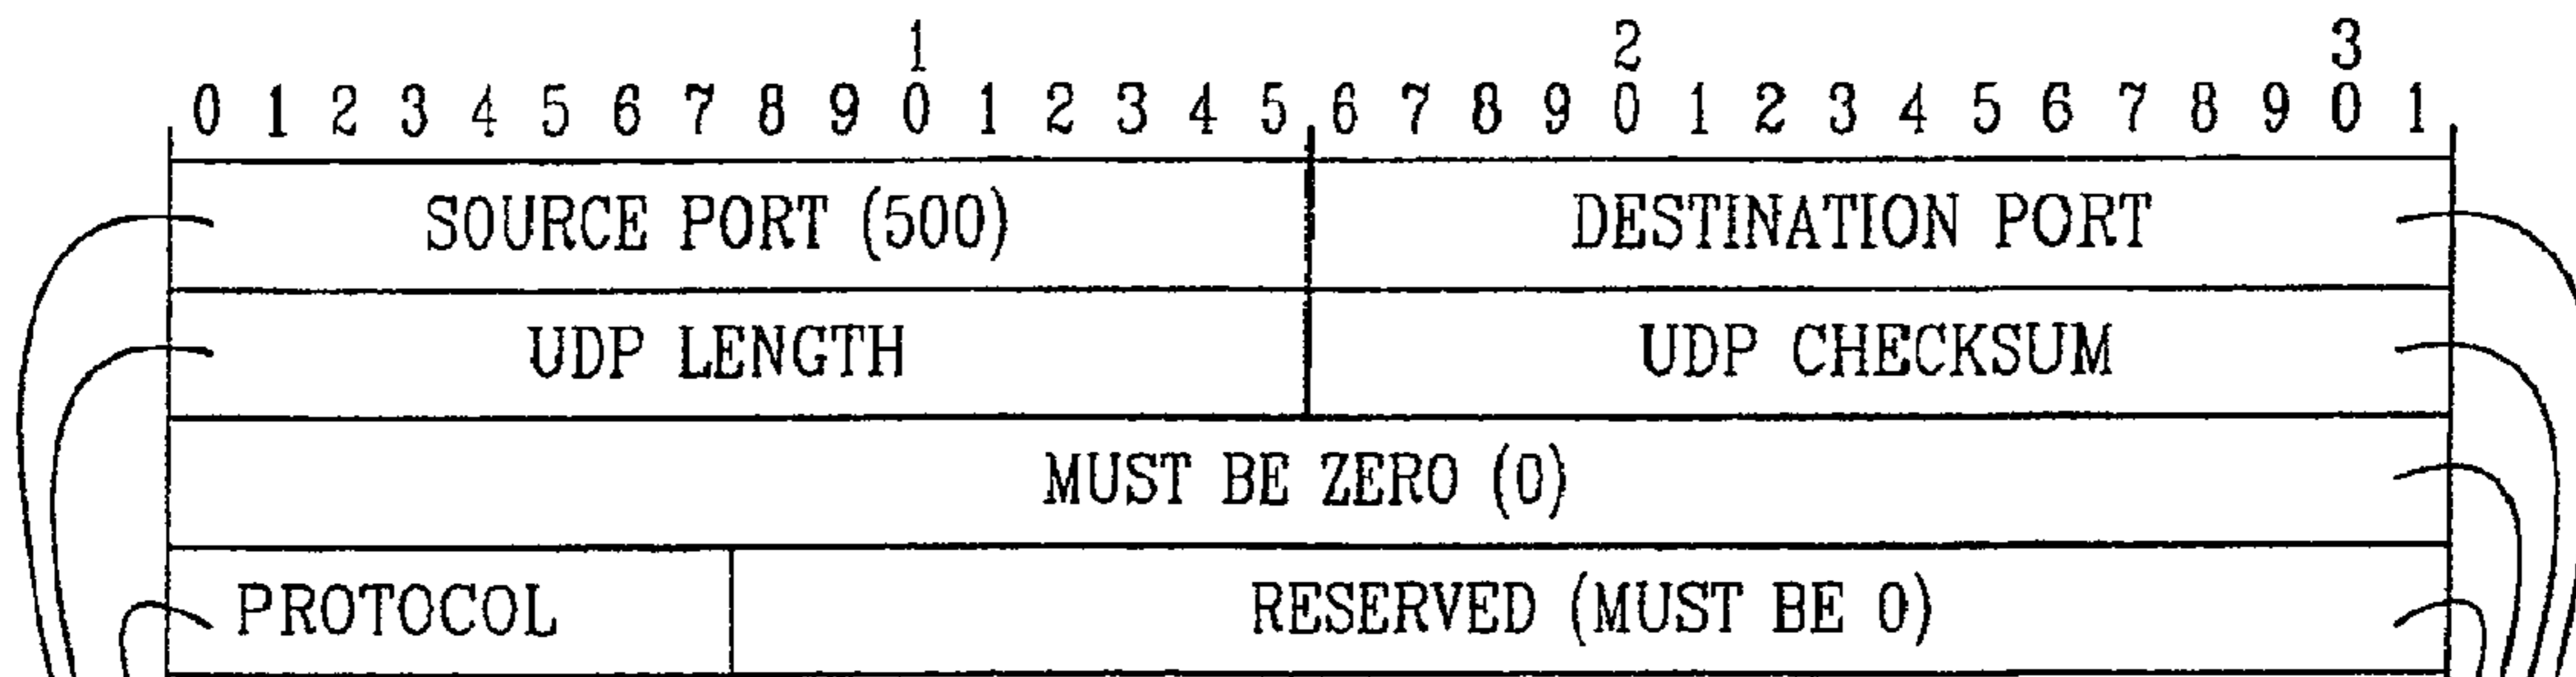 1 2 3
0 1 2 3 4 5 6 7 8 9 0 1 2 3 4 5 6 7 8 9 0 1 2 3 4 5 6 7 8 9 0 1
SOURCE PORT (500) DESTINATION PORT
UDP LENGTH UDP CHECKSUM
MUST BE ZERO (0)
PROTOCOL RESERVED (MUST BE 0)